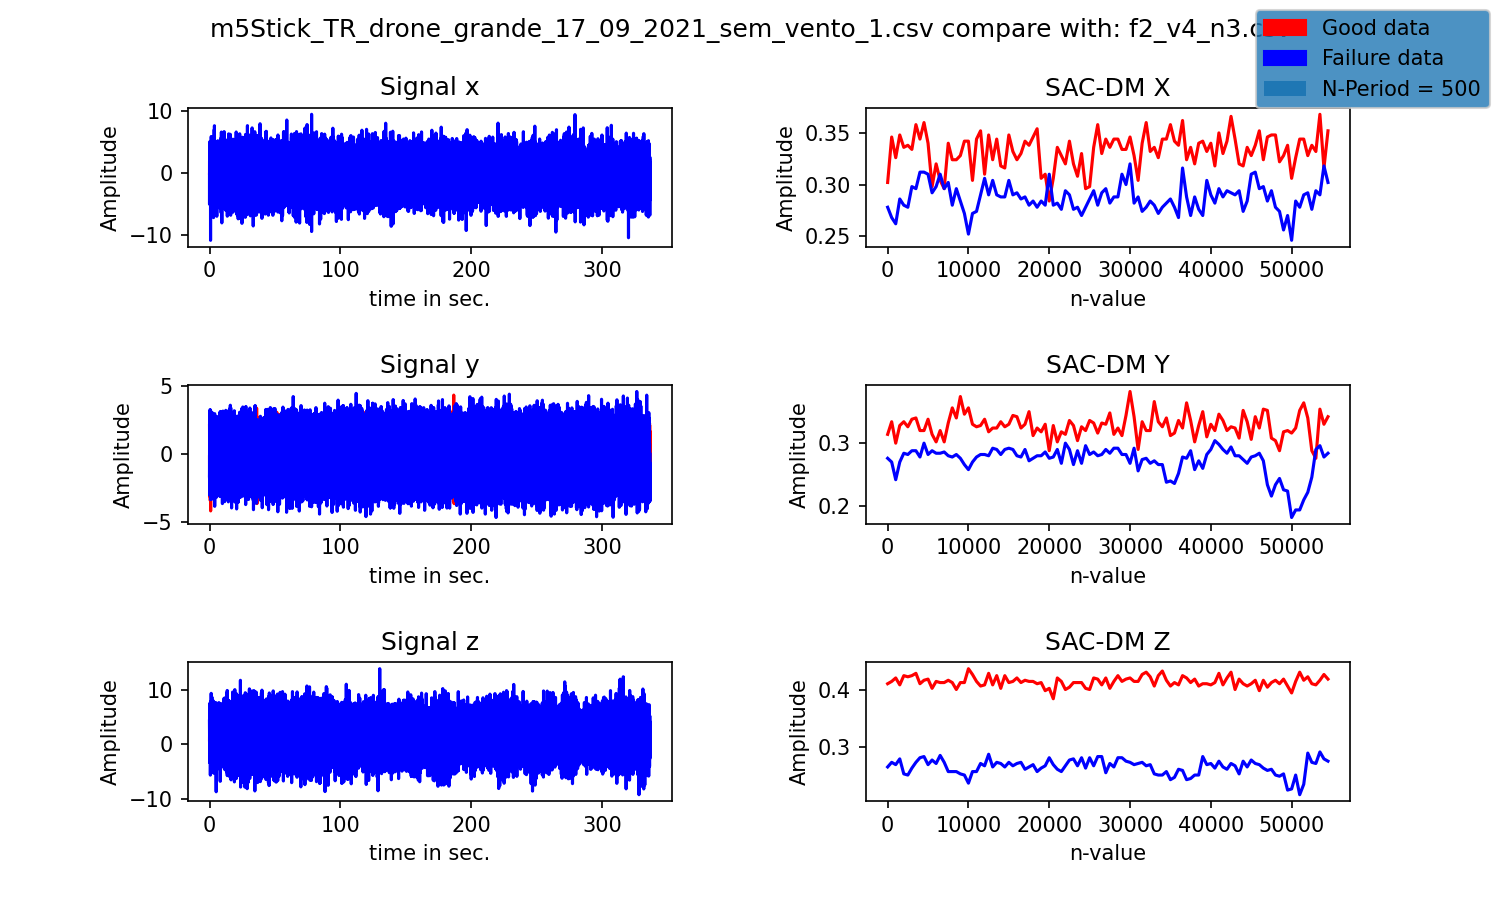 m5Stick_TR_drone_grande_17_09_2021_sem_vento_1.csv compare with: f2_v4_n3.csv
Good data
Failure data
N-Period = 500
Signal x
Amplitude
10
0
−10
0 100 200 300
time in sec.
SAC-DM X
Amplitude
0.35
0.30
0.25
0 10000 20000 30000 40000 50000
n-value
Signal y
Amplitude
5
0
−5
0 100 200 300
time in sec.
SAC-DM Y
Amplitude
0.3
0.2
0 10000 20000 30000 40000 50000
n-value
Signal z
Amplitude
10
0
−10
0 100 200 300
time in sec.
SAC-DM Z
Amplitude
0.4
0.3
0 10000 20000 30000 40000 50000
n-value